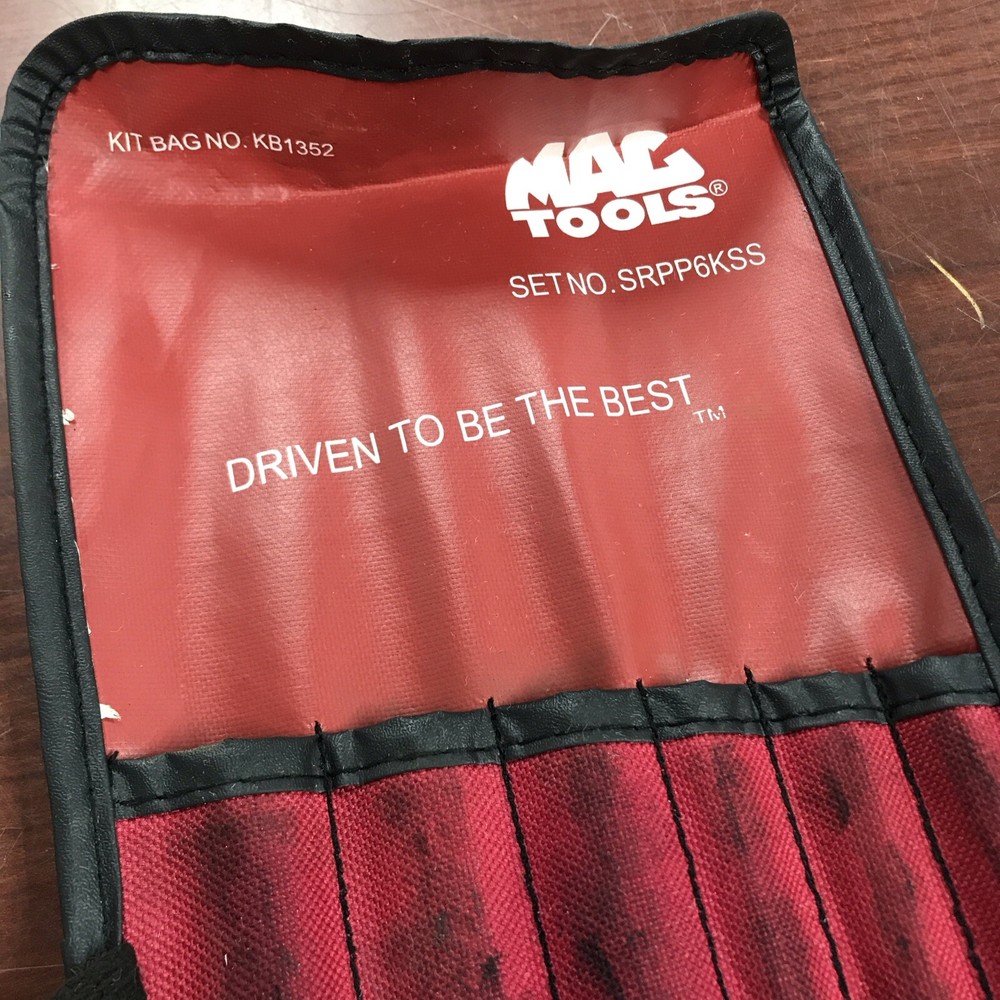 KIT BAG NO. KB1352
MAC
TOOLS®
SET NO. SRPP6KSS
DRIVEN TO BE THE BEST™